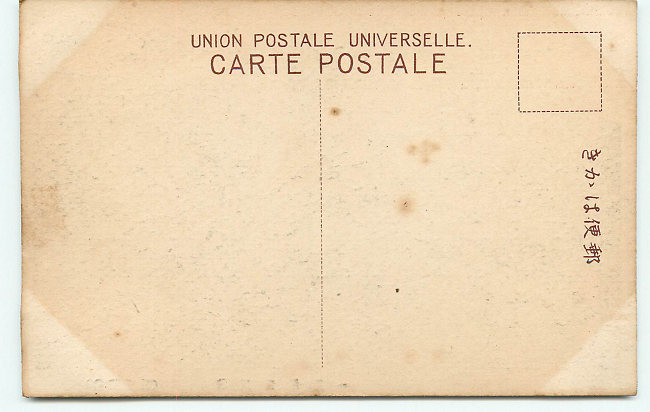 UNION POSTALE UNIVERSELLE.
CARTE POSTALE
きかは便郵